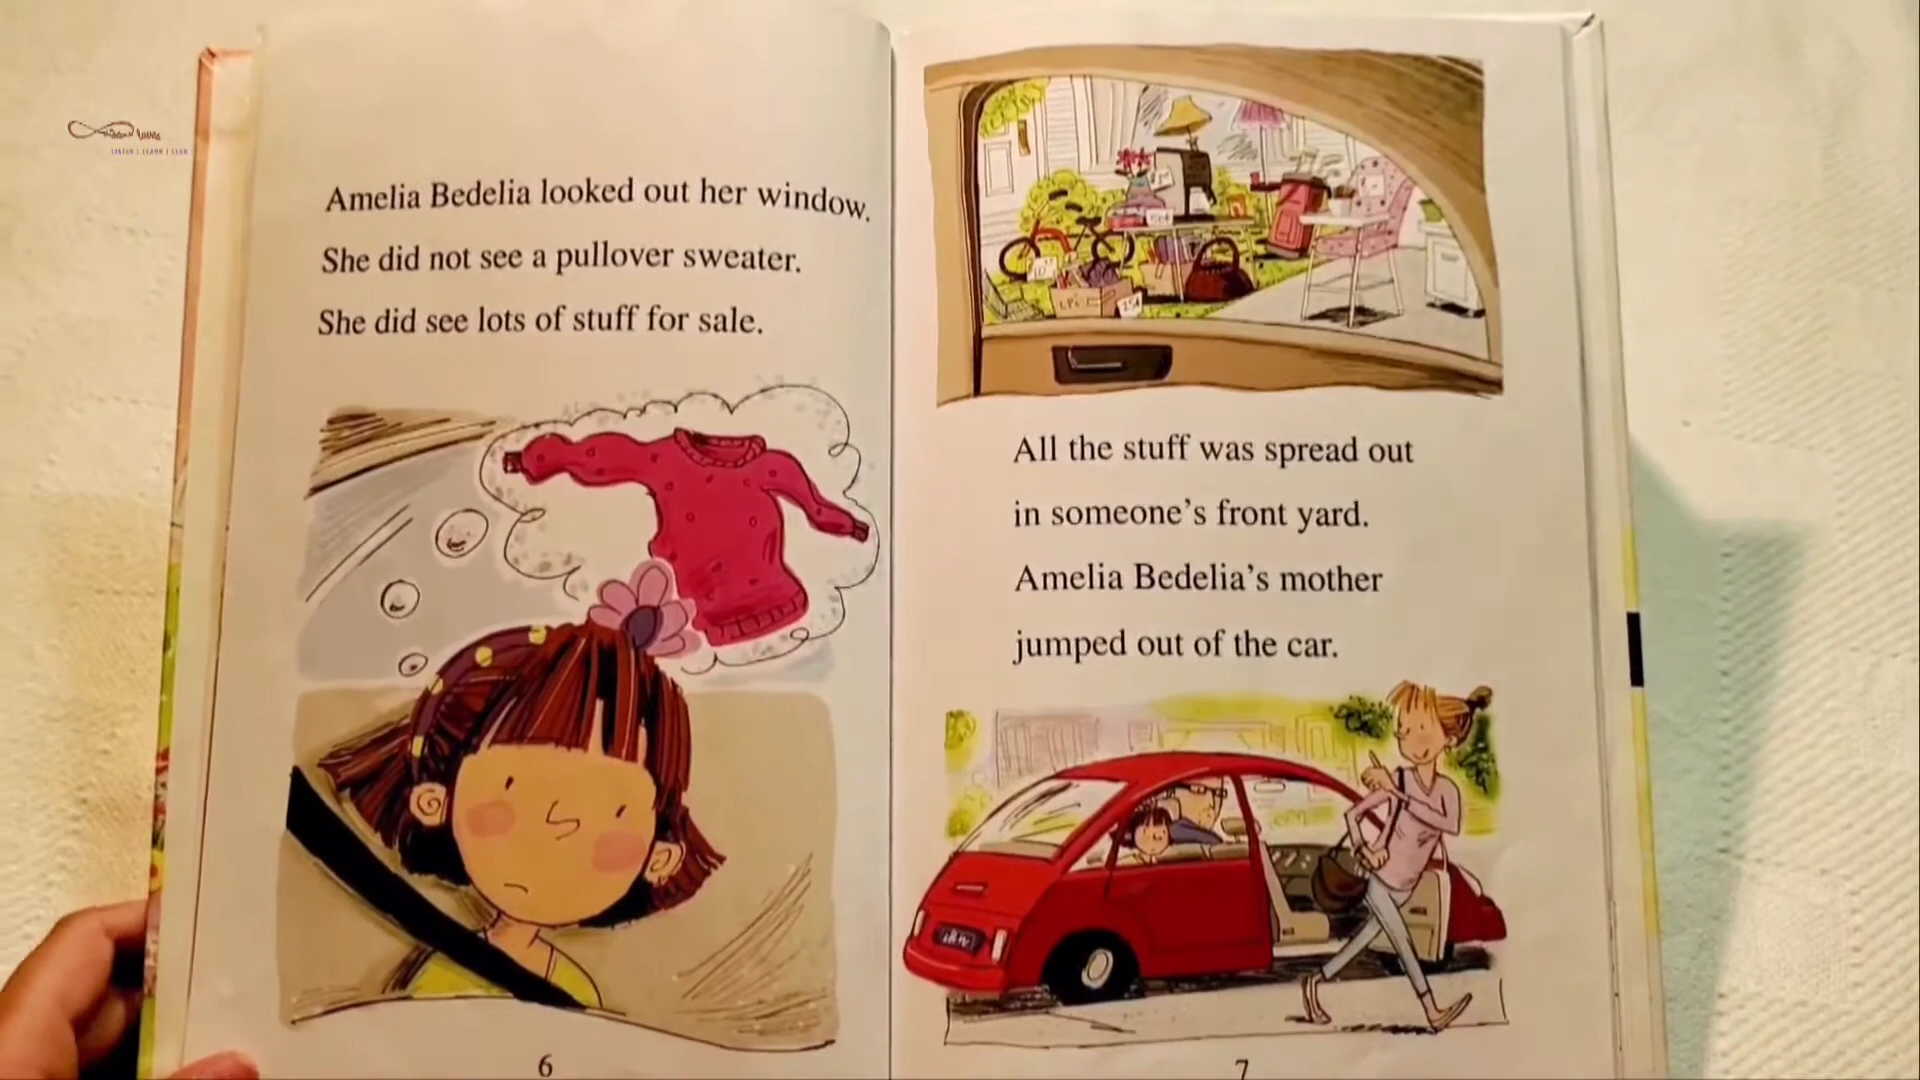 Amelia Bedelia looked out her window.
She did not see a pullover sweater.
She did see lots of stuff for sale.
6
All the stuff was spread out
in someone's front yard.
Amelia Bedelia's mother
jumped out of the car.
7